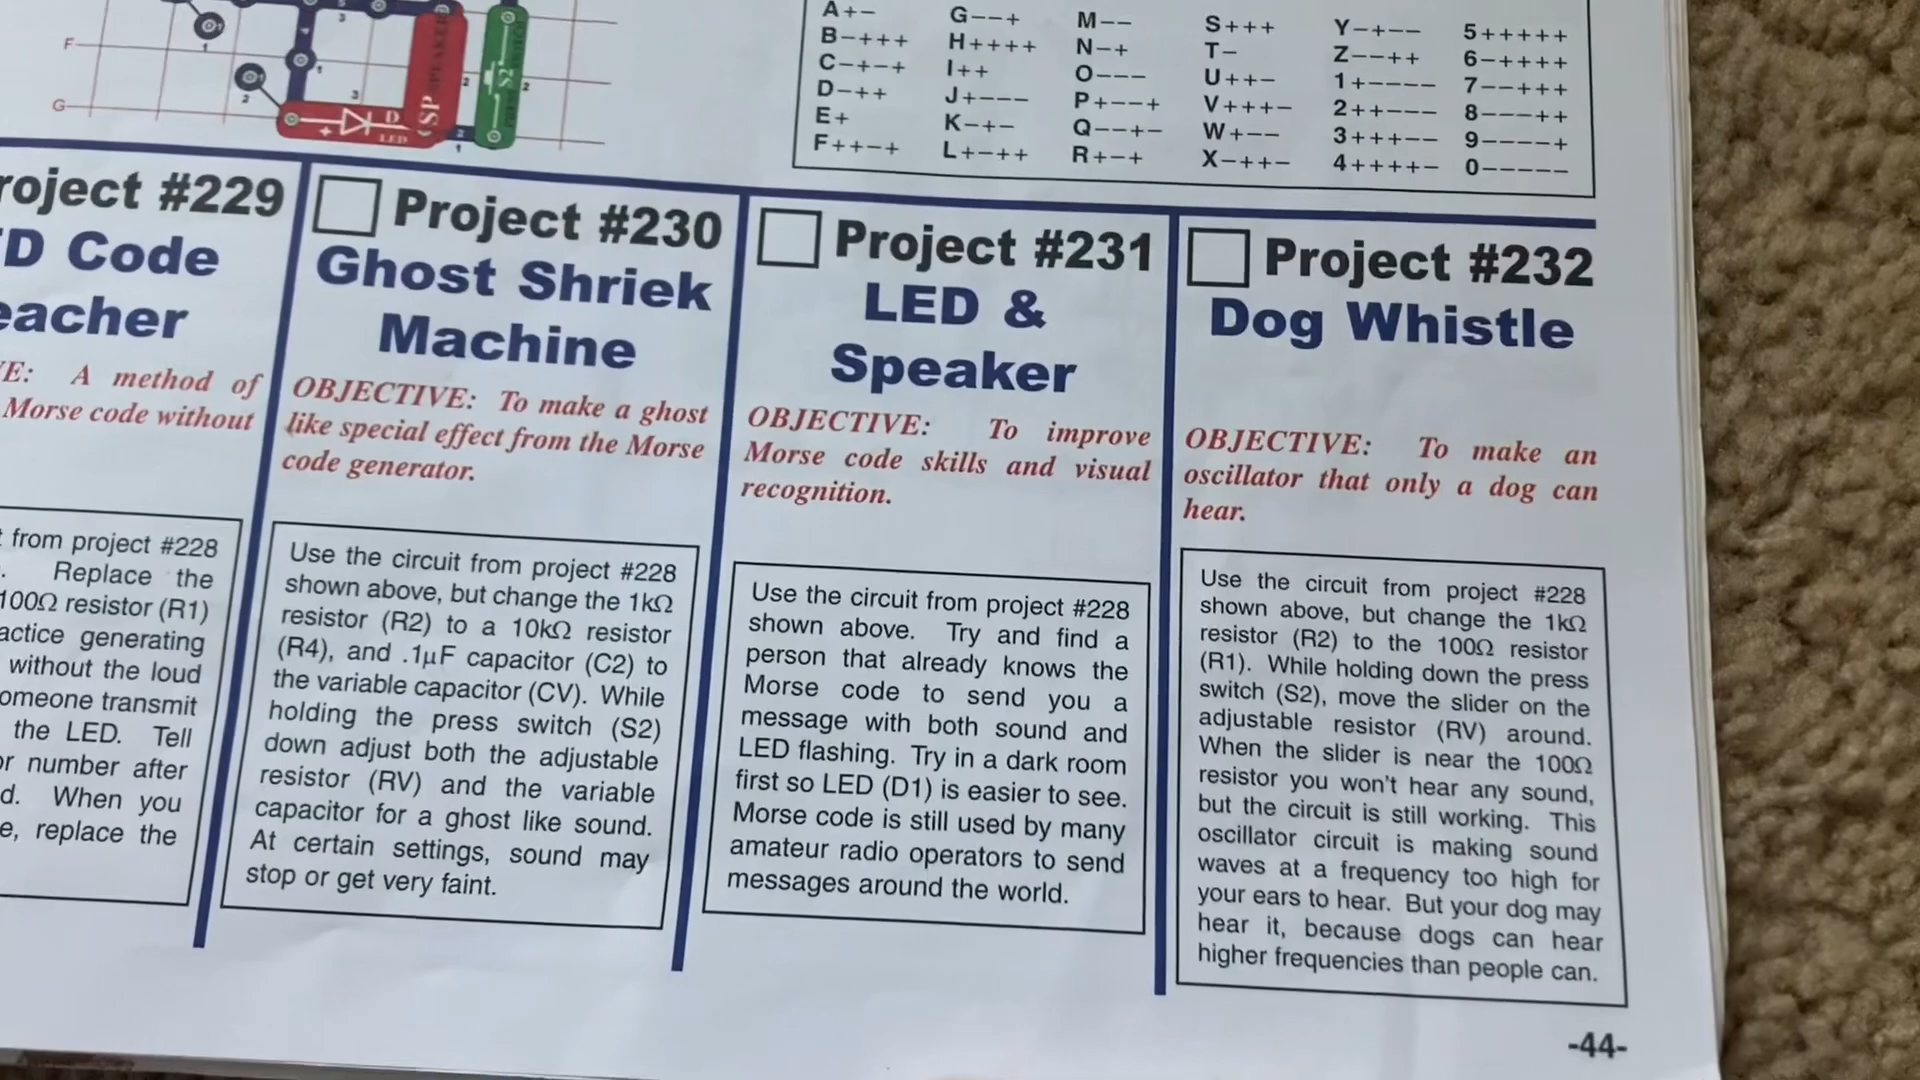 A+−
B−+++
C−+−+
D−++
E+
F++−+
G−−+
H++++
I++
J+−−−
K−+−
L+−++
M−−
N−+
O−−−
P+−−+
Q−−+−
R+−+
S+++
T−
U++−
V+++−
W+−−
X−++−
Y−+−−
Z−−++
1+−−−−
2++−−−
3+++−−
4++++−
5+++++
6−++++
7−−+++
8−−−++
9−−−−+
0−−−−−
F
G
SP SPEAKER
S2
D
LED
roject #229
D Code
eacher
E: A method of
Morse code without
from project #228
. Replace the
100Ω resistor (R1)
actice generating
without the loud
omeone transmit
the LED. Tell
or number after
d. When you
e, replace the
Project #230
Ghost Shriek
Machine
OBJECTIVE: To make a ghost
like special effect from the Morse
code generator.
Use the circuit from project #228
shown above, but change the 1kΩ
resistor (R2) to a 10kΩ resistor
(R4), and .1µF capacitor (C2) to
the variable capacitor (CV). While
holding the press switch (S2)
down adjust both the adjustable
resistor (RV) and the variable
capacitor for a ghost like sound.
At certain settings, sound may
stop or get very faint.
Project #231
LED &
Speaker
OBJECTIVE: To improve
Morse code skills and visual
recognition.
Use the circuit from project #228
shown above. Try and find a
person that already knows the
Morse code to send you a
message with both sound and
LED flashing. Try in a dark room
first so LED (D1) is easier to see.
Morse code is still used by many
amateur radio operators to send
messages around the world.
Project #232
Dog Whistle
OBJECTIVE: To make an
oscillator that only a dog can
hear.
Use the circuit from project #228
shown above, but change the 1kΩ
resistor (R2) to the 100Ω resistor
(R1). While holding down the press
switch (S2), move the slider on the
adjustable resistor (RV) around.
When the slider is near the 100Ω
resistor you won't hear any sound,
but the circuit is still working. This
oscillator circuit is making sound
waves at a frequency too high for
your ears to hear. But your dog may
hear it, because dogs can hear
higher frequencies than people can.
-44-